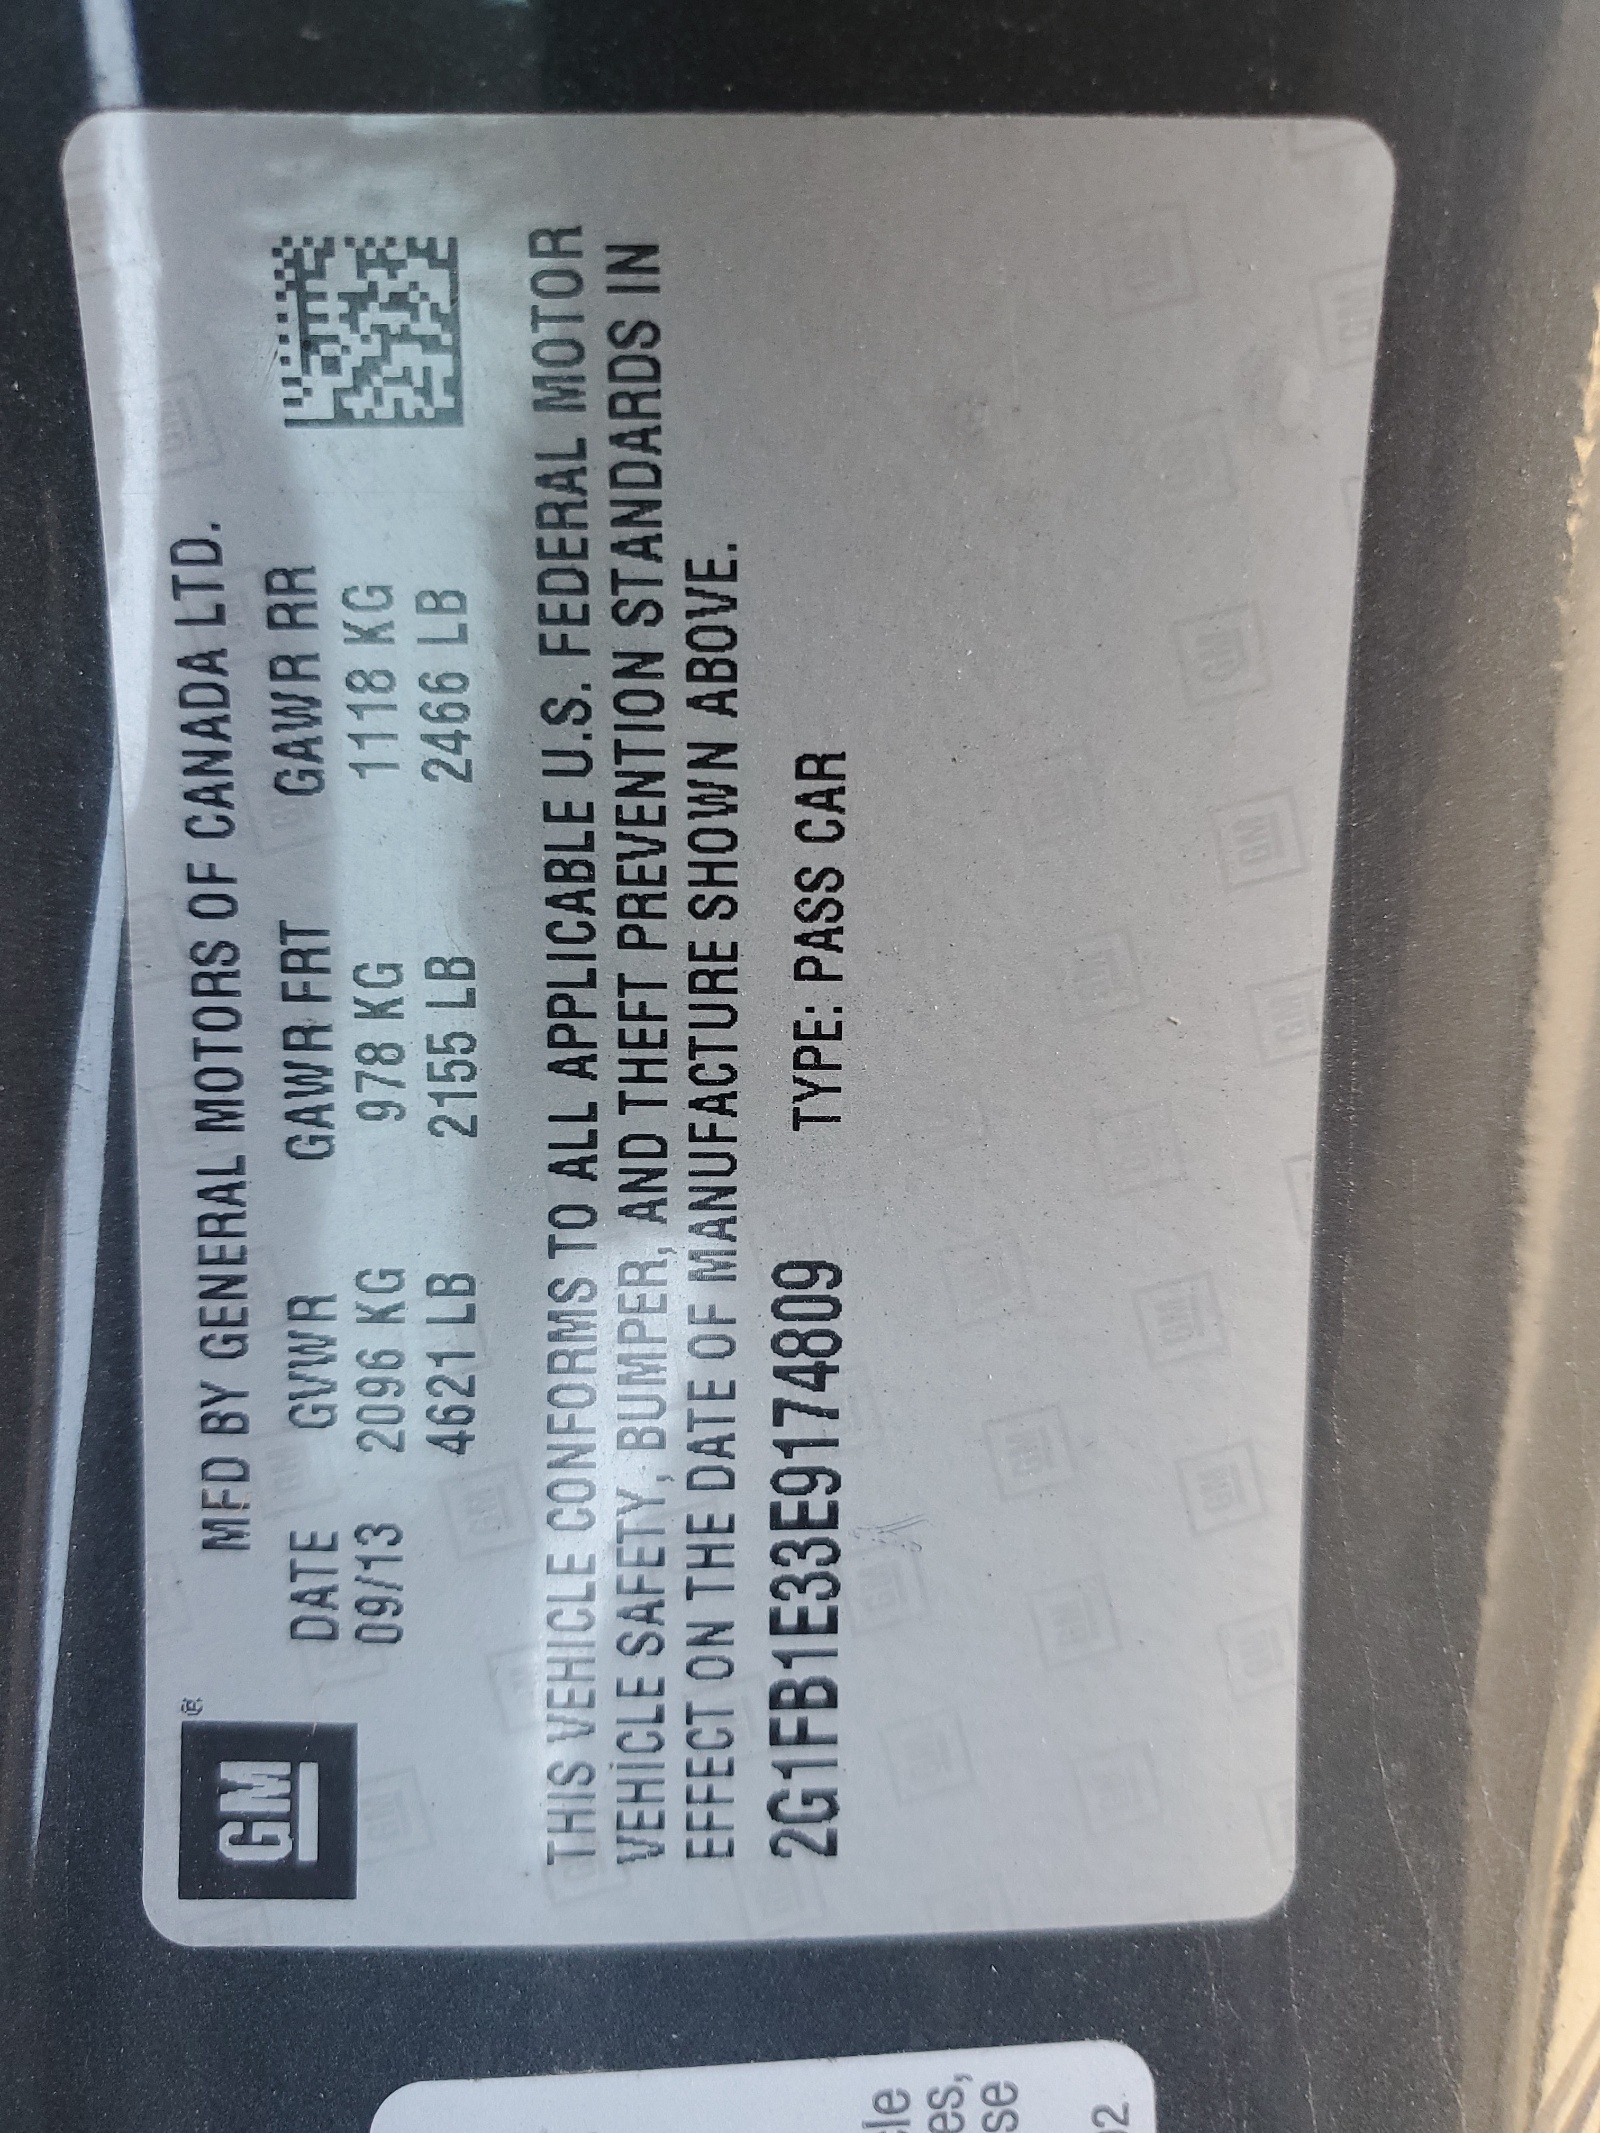 GM®
MFD BY GENERAL MOTORS OF CANADA LTD.
DATE GVWR GAWR FRT GAWR RR
09/13 2096 KG 978 KG 1118 KG
4621 LB 2155 LB 2466 LB
THIS VEHICLE CONFORMS TO ALL APPLICABLE U.S. FEDERAL MOTOR
VEHICLE SAFETY, BUMPER, AND THEFT PREVENTION STANDARDS IN
EFFECT ON THE DATE OF MANUFACTURE SHOWN ABOVE.
2G1FB1E33E9174809 TYPE: PASS CAR